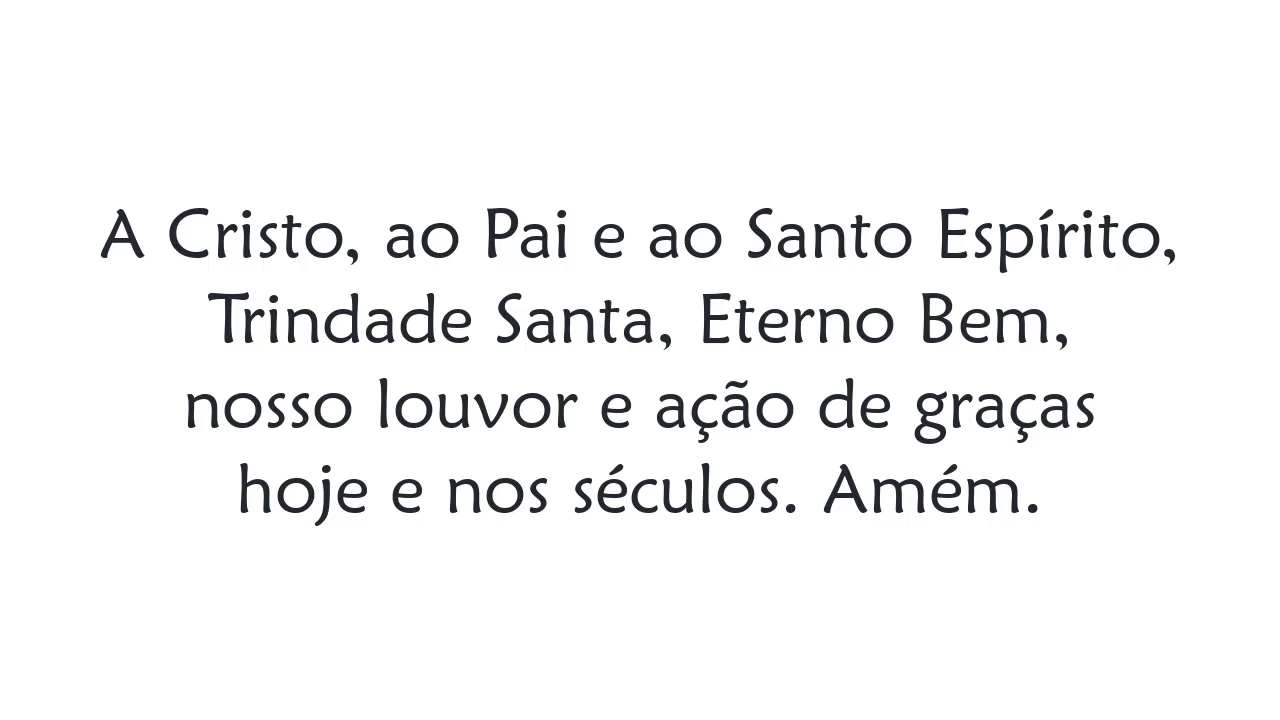 A Cristo, ao Pai e ao Santo Espírito,
Trindade Santa, Eterno Bem,
nosso louvor e ação de graças
hoje e nos séculos. Amém.